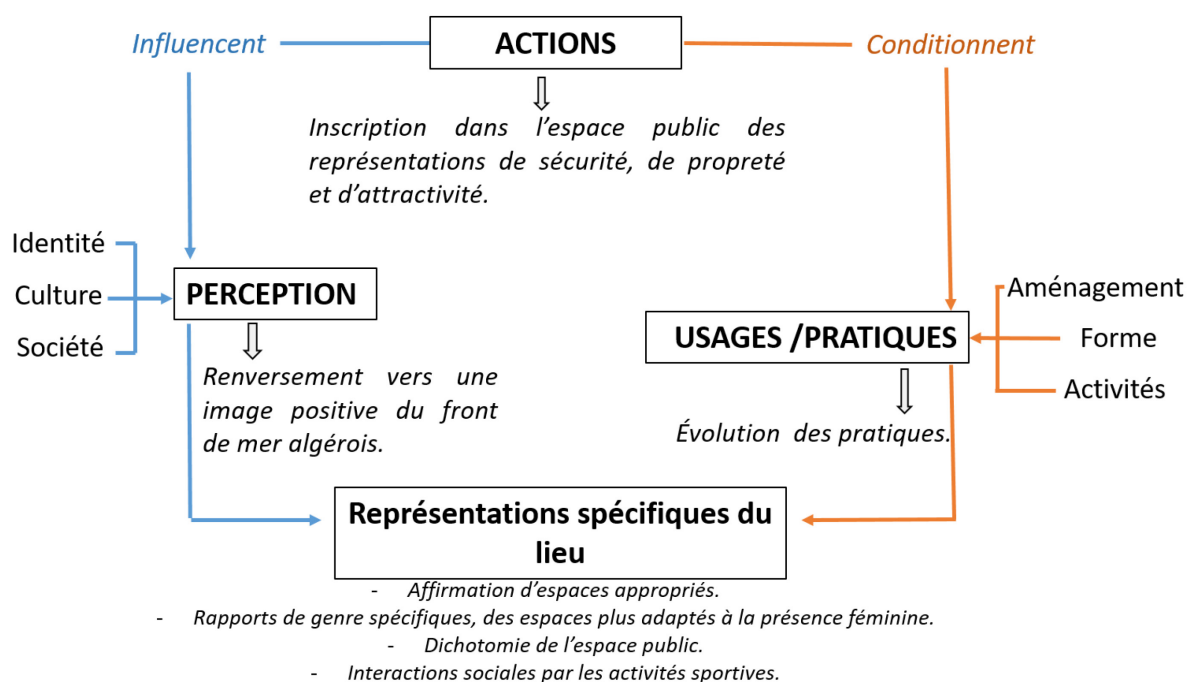 Influencent
ACTIONS
Conditionnent
Inscription dans l’espace public des
représentations de sécurité, de propreté
et d’attractivité.
Identité
Culture
Société
PERCEPTION
Renversement vers une
image positive du front
de mer algérois.
USAGES /PRATIQUES
Aménagement
Forme
Activités
Évolution des pratiques.
Représentations spécifiques du
lieu
- Affirmation d’espaces appropriés.
- Rapports de genre spécifiques, des espaces plus adaptés à la présence féminine.
- Dichotomie de l’espace public.
- Interactions sociales par les activités sportives.